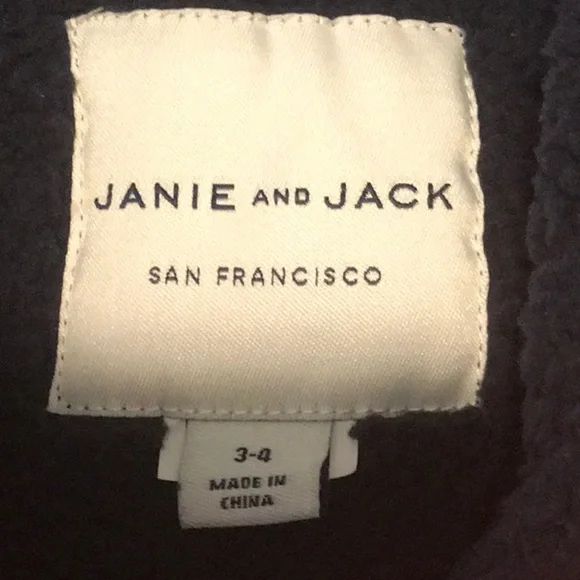 JANIE AND JACK
SAN FRANCISCO
3-4
MADE IN
CHINA